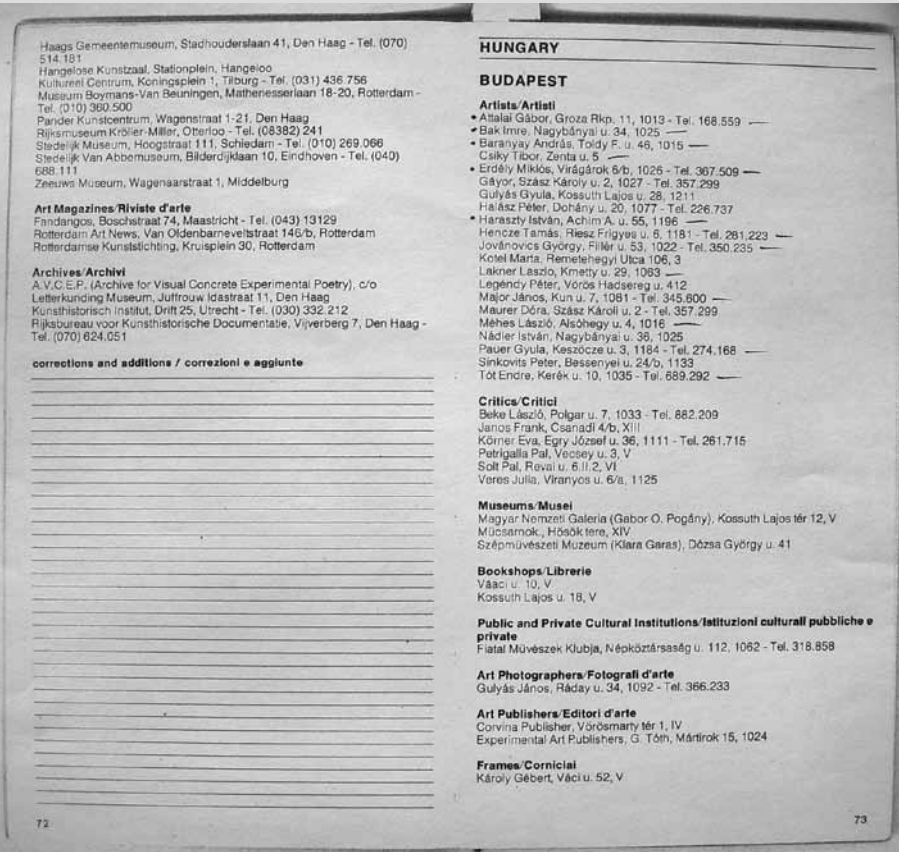 Haags Gemeentemuseum, Stadhouderslaan 41, Den Haag - Tel. (070)
514.181
Hangelose Kunstzaal, Stationplein, Hangeloo
Kultureel Centrum, Koningsplein 1, Tilburg - Tel. (031) 436.756
Museum Boymans-Van Beuningen, Mathenesserlaan 18-20, Rotterdam -
Tel. (010) 360.500
Pander Kunstcentrum, Wagenstraat 1-21, Den Haag
Rijksmuseum Kröller-Miller, Otterloo - Tel. (08382) 241
Stedelijk Museum, Hoogstraat 111, Schiedam - Tel. (010) 269.066
Stedelijk Van Abbemuseum, Bilderdijklaan 10, Eindhoven - Tel. (040)
688.111
Zeeuws Museum, Wagenaarstraat 1, Middelburg
Art Magazines/Riviste d'arte
Fandangos, Boschstraat 74, Maastricht - Tel. (043) 13129
Rotterdam Art News, Van Oldenbarneveltstraat 146/b, Rotterdam
Rotterdamse Kunststichting, Kruisplein 30, Rotterdam
Archives/Archivi
A.V.C.E.P. (Archive for Visual Concrete Experimental Poetry), c/o
Letterkunding Museum, Juffrouw Idastraat 11, Den Haag
Kunsthistorisch Institut, Drift 25, Utrecht - Tel. (030) 332.212
Rijksbureau voor Kunsthistorische Documentatie, Vijverberg 7, Den Haag -
Tel. (070) 624.051
corrections and additions / correzioni e aggiunte
72
HUNGARY
BUDAPEST
Artists/Artisti
Attalai Gábor, Groza Rkp. 11, 1013 - Tel. 168.559
Bak Imre, Nagybányai u. 34, 1025
Baranyay András, Toldy F. u. 46, 1015
Csiky Tibor, Zenta u. 5
Erdély Miklós, Virágárok 6/b, 1026 - Tel. 367.509
Gáyor, Szász Károly u. 2, 1027 - Tel. 357.299
Gulyás Gyula, Kossuth Lajos u. 28, 1211
Halász Péter, Dohány u. 20, 1077 - Tel. 226.737
Haraszty István, Achim A. u. 55, 1196
Hencze Tamás, Riesz Frigyes u. 6, 1181 - Tel. 281.223
Jovánovics György, Fillér u. 53, 1022 - Tel. 350.235
Kotel Marta, Remetehegyi Utca 106, 3
Lakner Laszlo, Kmetty u. 29, 1063
Legéndy Péter, Vörös Hadsereg u. 412
Major János, Kun u. 7, 1081 - Tel. 345.600
Maurer Dóra, Szász Károli u. 2 - Tel. 357.299
Méhes László, Alsóhegy u. 4, 1016
Nádler István, Nagybányai u. 36, 1025
Pauer Gyula, Keszöcze u. 3, 1184 - Tel. 274.168
Sinkovits Peter, Bessenyei u. 24/b, 1133
Tót Endre, Kerék u. 10, 1035 - Tel. 689.292
Critics/Critici
Beke László, Polgar u. 7, 1033 - Tel. 882.209
Janos Frank, Csanadi 4/b, XIII
Körner Eva, Egry József u. 36, 1111 - Tel. 261.715
Petrigalla Pal, Vecsey u. 3, V
Solt Pal, Revai u. 6.II.2, VI
Veres Julia, Viranyos u. 6/a, 1125
Museums/Musei
Magyar Nemzeti Galeria (Gabor O. Pogány), Kossuth Lajos tér 12, V
Mücsarnok., Hösök tere, XIV
Szépmüvészeti Muzeum (Klara Garas), Dózsa György u. 41
Bookshops/Librerie
Váaci u. 10, V
Kossuth Lajos u. 18, V
Public and Private Cultural Institutions/Istituzioni culturali pubbliche e
private
Fiatal Müvészek Klubja, Népköztársaság u. 112, 1062 - Tel. 318.858
Art Photographers/Fotografi d'arte
Gulyás János, Ráday u. 34, 1092 - Tel. 366.233
Art Publishers/Editori d'arte
Corvina Publisher, Vörösmarty tér 1, IV
Experimental Art Publishers, G. Tóth, Mártirok 15, 1024
Frames/Corniciai
Károly Gébert, Váci u. 52, V
73